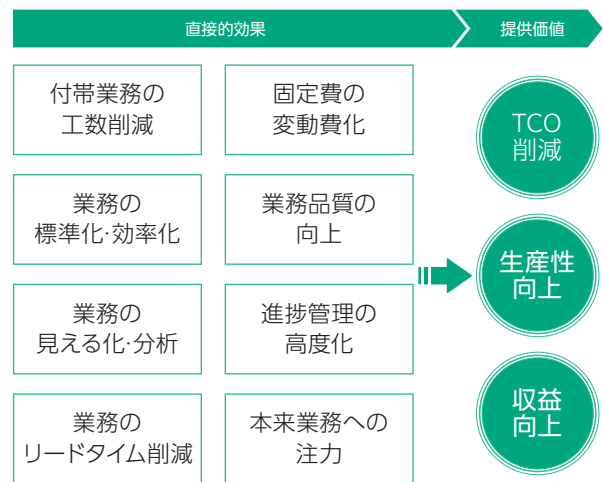 直接的効果
提供価値
付帯業務の
工数削減
固定費の
変動費化
業務の
標準化·効率化
業務品質の
向上
業務の
見える化·分析
進捗管理の
高度化
業務の
リードタイム削減
本来業務への
注力
TCO
削減
生産性
向上
収益
向上